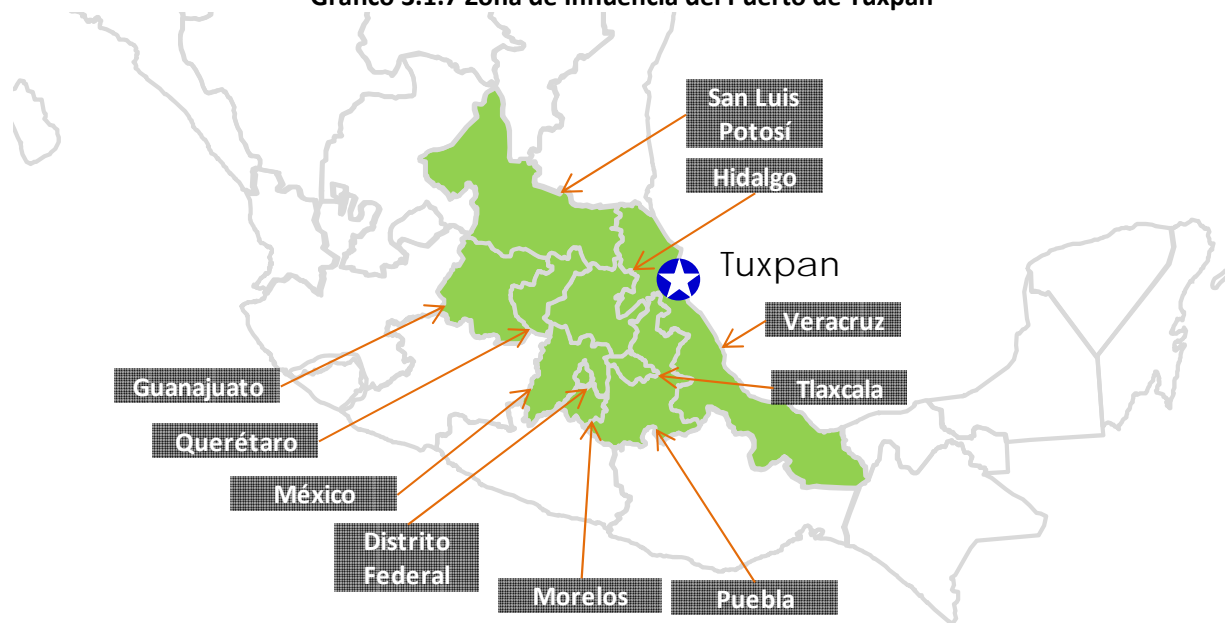 Gráfico 3.1.7 Zona de Influencia del Puerto de Tuxpan
San Luis
Potosí
Hidalgo
Tuxpan
Veracruz
Guanajuato
Tlaxcala
Querétaro
México
Distrito
Federal
Morelos
Puebla